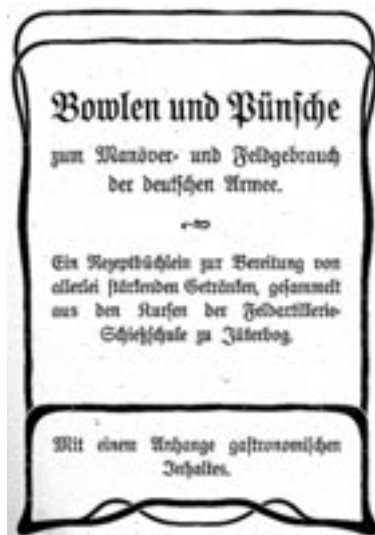 Bowlen und Pünsche
zum Manöver- und Feldgebrauch
der deutschen Armee.
Ein Rezeptbüchlein zur Bereitung von
allerlei stärkenden Getränken, gesammelt
aus den Kursen der Feldartillerie-
Schießschule zu Jüterbog.
Mit einem Anhange gastronomischen
Inhaltes.